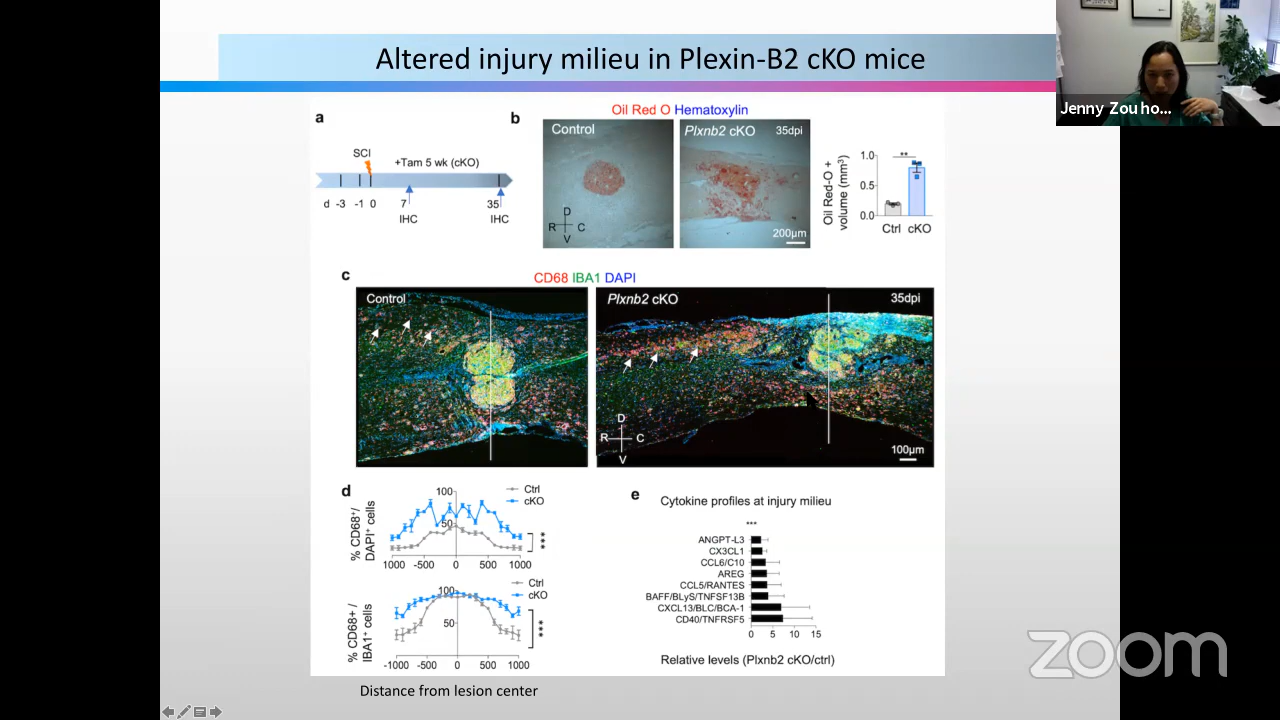 Altered injury milieu in Plexin-B2 cKO mice
Jenny Zou ho...
a
SCI
+Tam 5 wk (cKO)
d -3 -1 0 7 35
IHC IHC
b
Oil Red O Hematoxylin
Control
Plxnb2 cKO 35dpi
D
R C
V
200µm
Oil Red-O +
volume (mm³)
1.0
0.5
0.0
**
Ctrl cKO
c
CD68 IBA1 DAPI
Control
Plxnb2 cKO 35dpi
D
R C
V
100µm
d
% CD68⁺/
DAPI⁺ cells
100
50
Ctrl
cKO
***
1000 -500 0 500 1000
% CD68+ /
IBA1⁺ cells
100
50
Ctrl
cKO
***
-1000 -500 0 500 1000
Distance from lesion center
e
Cytokine profiles at injury milieu
***
ANGPT-L3
CX3CL1
CCL6/C10
AREG
CCL5/RANTES
BAFF/BLyS/TNFSF13B
CXCL13/BLC/BCA-1
CD40/TNFRSF5
0 5 10 15
Relative levels (Plxnb2 cKO/ctrl)
zoom